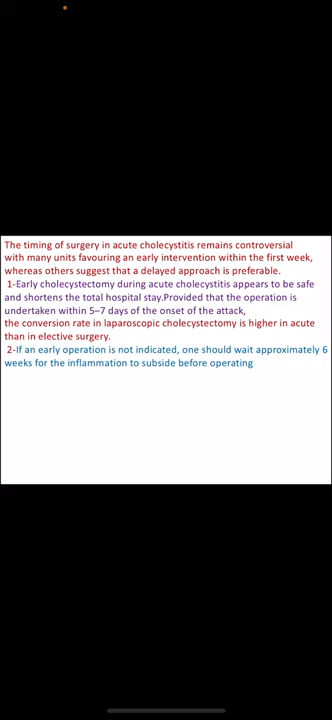 The timing of surgery in acute cholecystitis remains controversial
with many units favouring an early intervention within the first week,
whereas others suggest that a delayed approach is preferable.
1-Early cholecystectomy during acute cholecystitis appears to be safe
and shortens the total hospital stay.Provided that the operation is
undertaken within 5–7 days of the onset of the attack,
the conversion rate in laparoscopic cholecystectomy is higher in acute
than in elective surgery.
2-If an early operation is not indicated, one should wait approximately 6
weeks for the inflammation to subside before operating